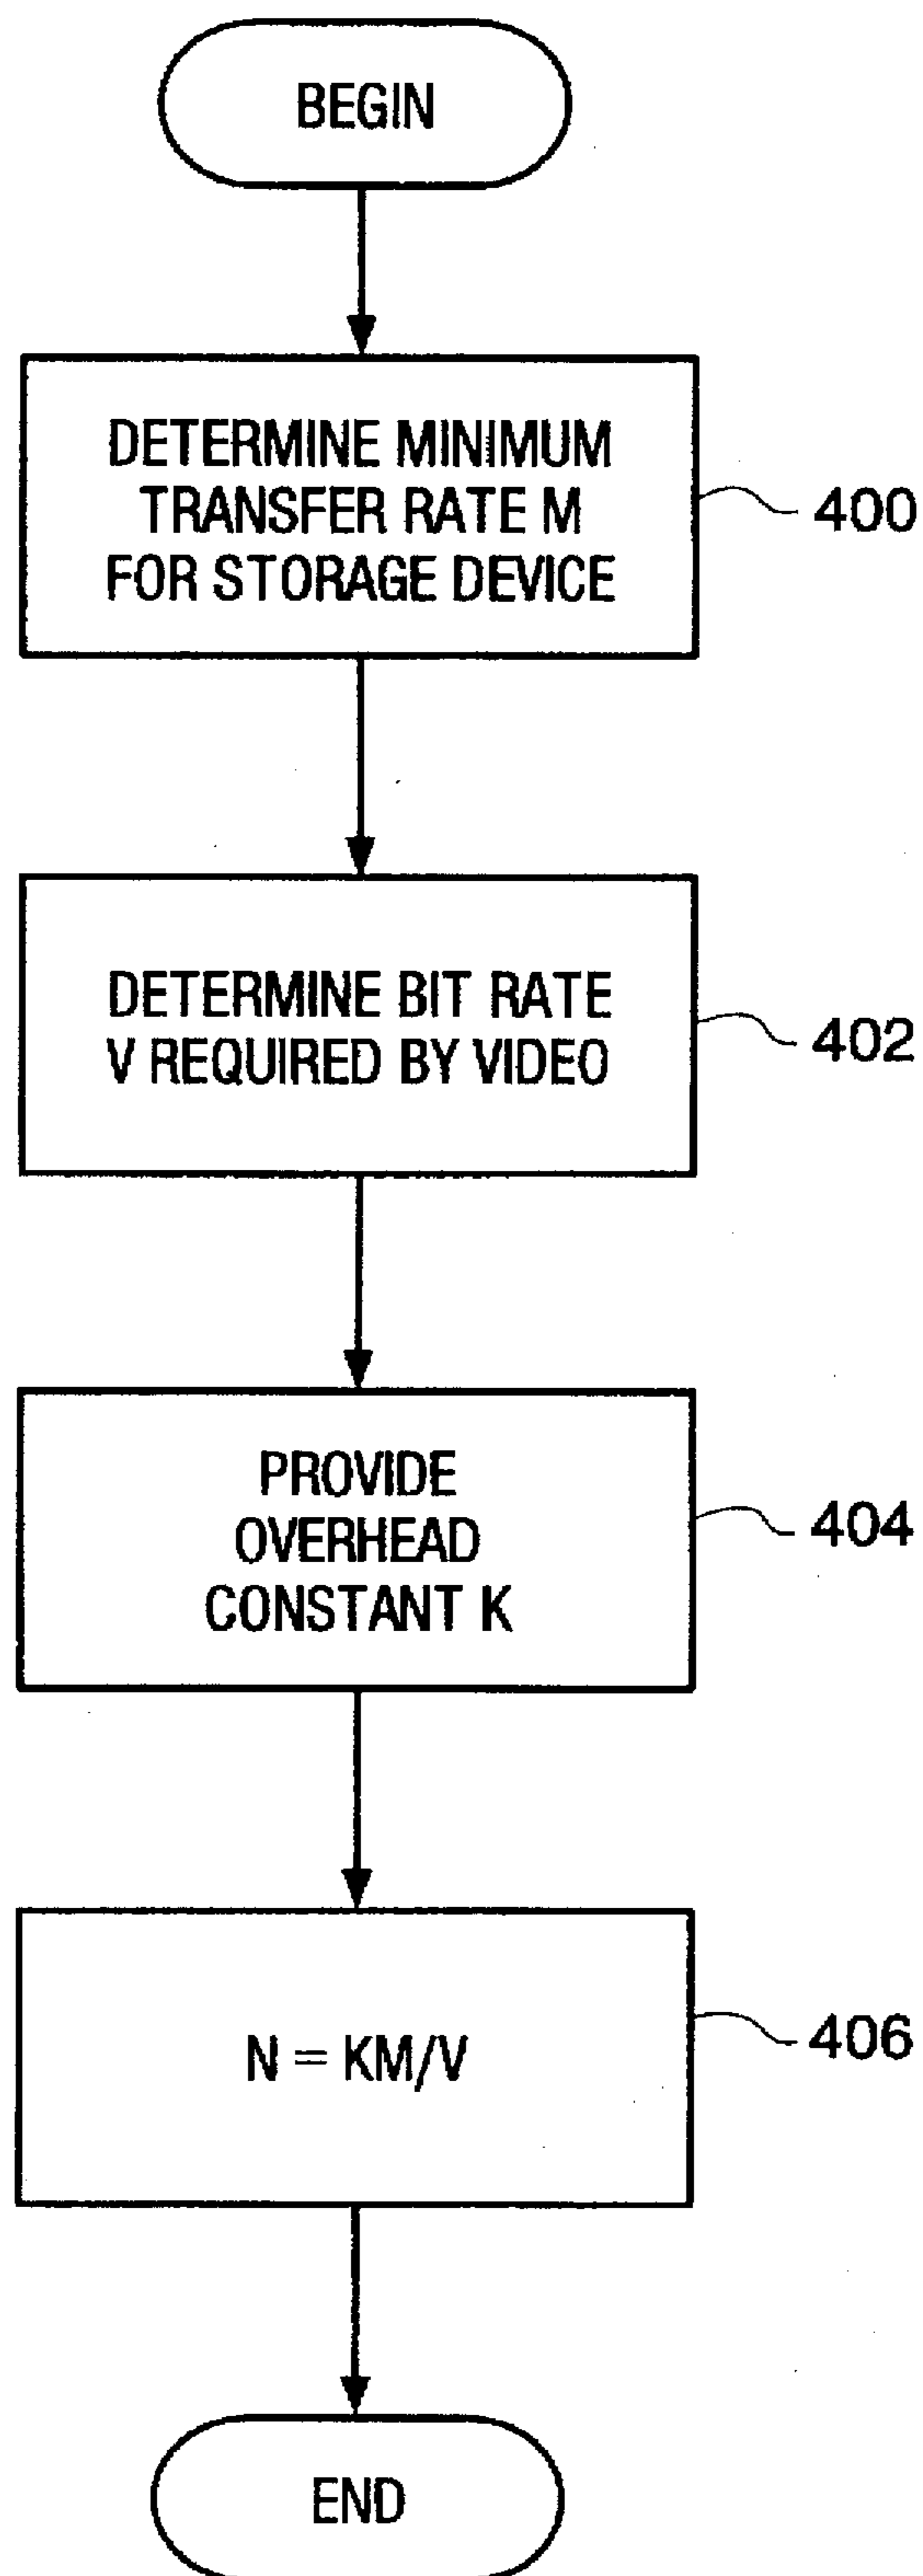 BEGIN
DETERMINE MINIMUM
TRANSFER RATE M
FOR STORAGE DEVICE
400
DETERMINE BIT RATE
V REQUIRED BY VIDEO
402
PROVIDE
OVERHEAD
CONSTANT K
404
N = KM/V
406
END